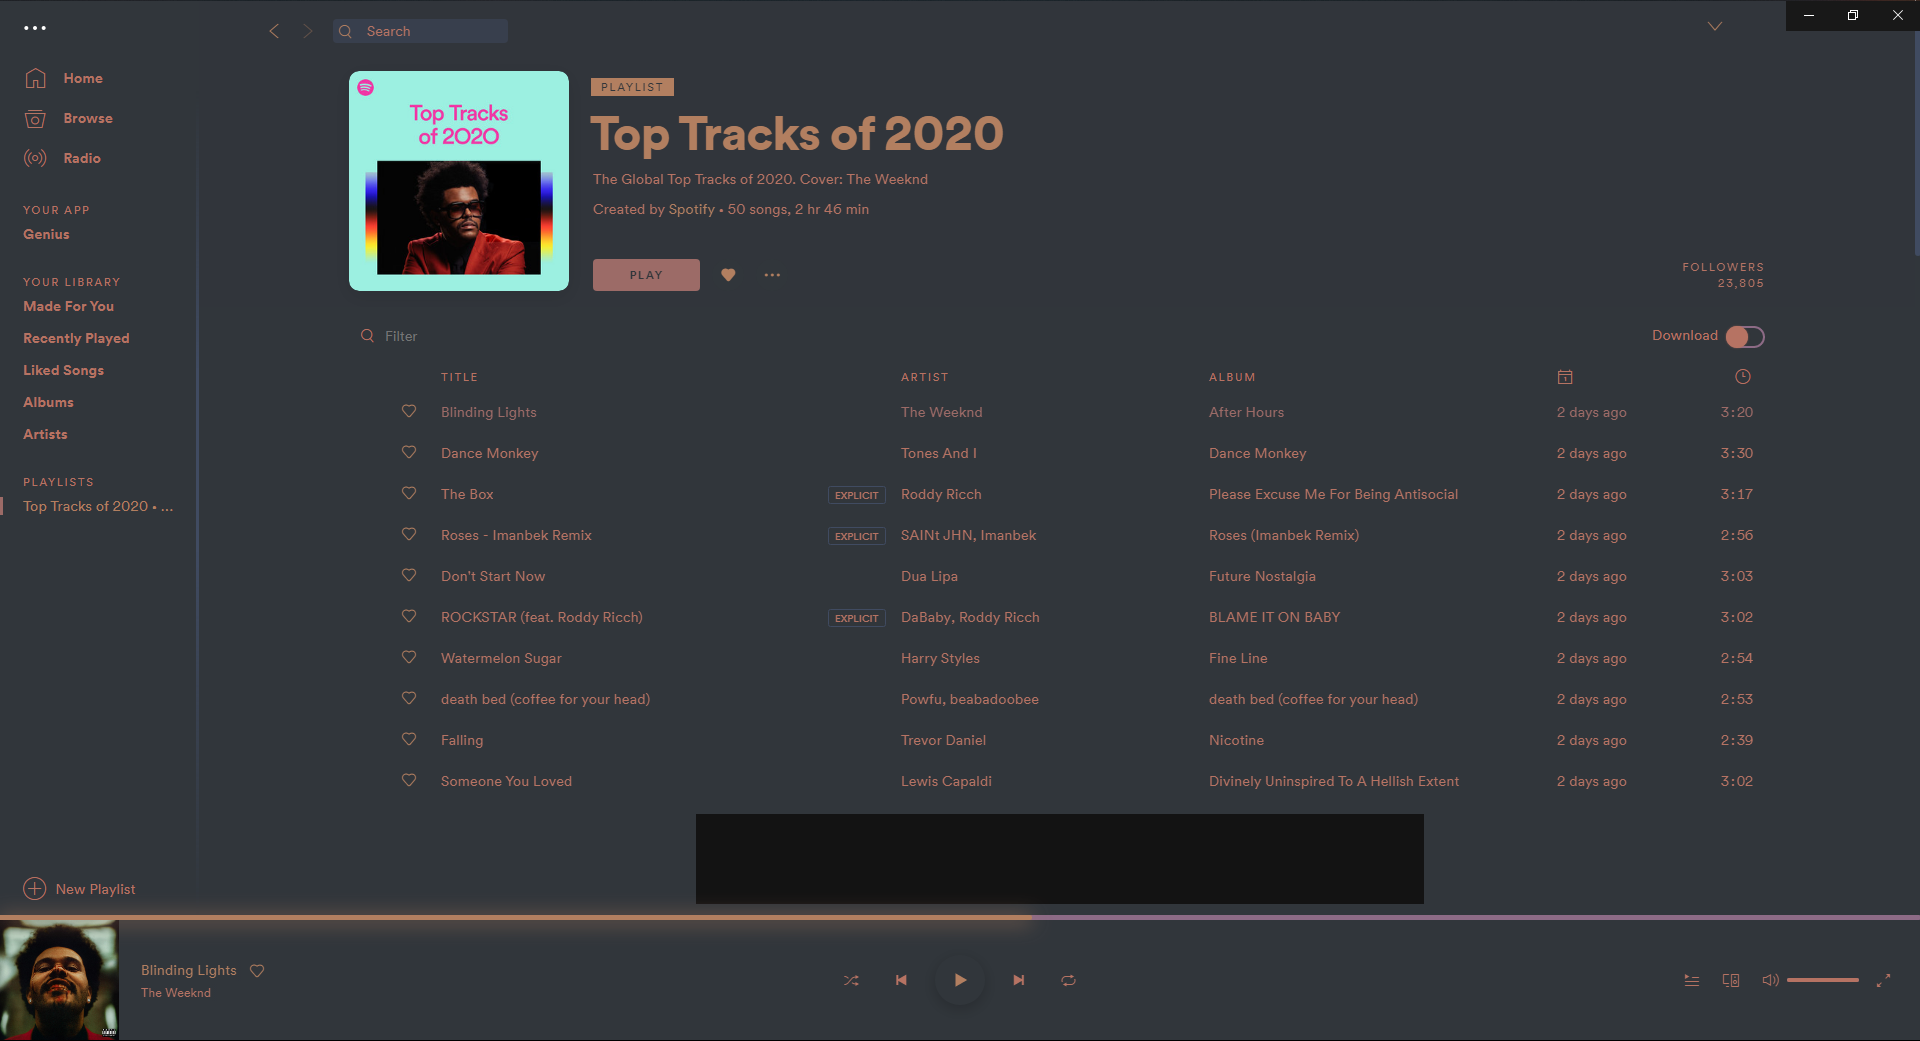 Search
Home
Browse
Radio
YOUR APP
Genius
YOUR LIBRARY
Made For You
Recently Played
Liked Songs
Albums
Artists
PLAYLISTS
Top Tracks of 2020 • ...
New Playlist
Top Tracks
of 2020
PLAYLIST
Top Tracks of 2020
The Global Top Tracks of 2020. Cover: The Weeknd
Created by Spotify • 50 songs, 2 hr 46 min
PLAY
FOLLOWERS
23,805
Filter
Download
TITLE ARTIST ALBUM
Blinding Lights The Weeknd After Hours 2 days ago 3:20
Dance Monkey Tones And I Dance Monkey 2 days ago 3:30
The Box EXPLICIT Roddy Ricch Please Excuse Me For Being Antisocial 2 days ago 3:17
Roses - Imanbek Remix EXPLICIT SAINt JHN, Imanbek Roses (Imanbek Remix) 2 days ago 2:56
Don't Start Now Dua Lipa Future Nostalgia 2 days ago 3:03
ROCKSTAR (feat. Roddy Ricch) EXPLICIT DaBaby, Roddy Ricch BLAME IT ON BABY 2 days ago 3:02
Watermelon Sugar Harry Styles Fine Line 2 days ago 2:54
death bed (coffee for your head) Powfu, beabadoobee death bed (coffee for your head) 2 days ago 2:53
Falling Trevor Daniel Nicotine 2 days ago 2:39
Someone You Loved Lewis Capaldi Divinely Uninspired To A Hellish Extent 2 days ago 3:02
Blinding Lights
The Weeknd